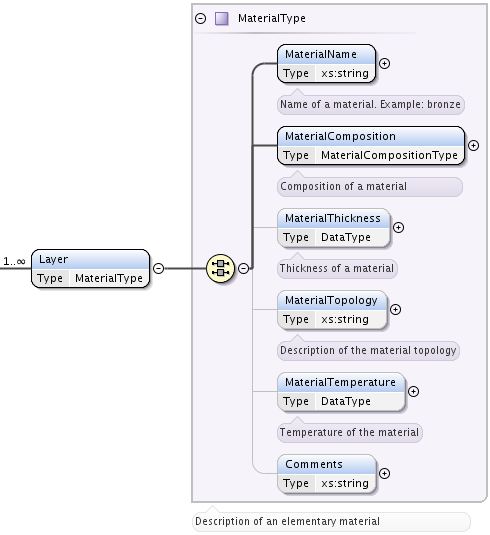 MaterialType
MaterialName
Type xs:string
Name of a material. Example: bronze
MaterialComposition
Type MaterialCompositionType
Composition of a material
MaterialThickness
Type DataType
Thickness of a material
1..∞
Layer
Type MaterialType
MaterialTopology
Type xs:string
Description of the material topology
MaterialTemperature
Type DataType
Temperature of the material
Comments
Type xs:string
Description of an elementary material